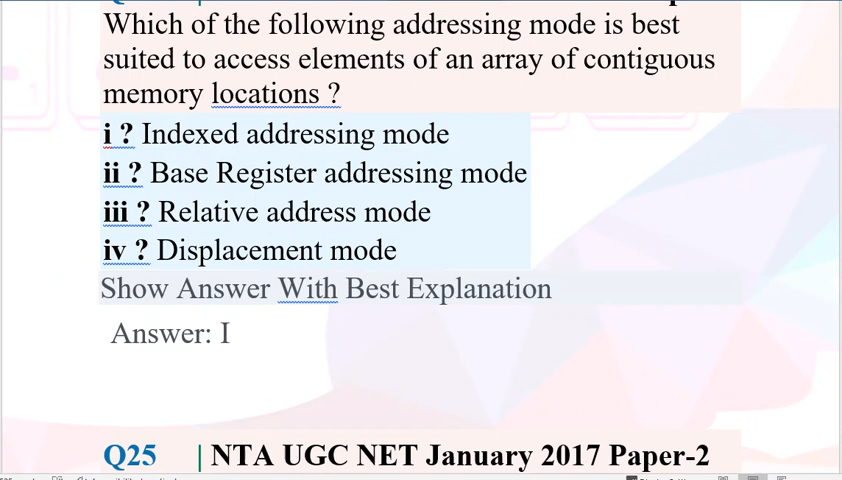 Which of the following addressing mode is best
suited to access elements of an array of contiguous
memory locations ?
i ? Indexed addressing mode
ii ? Base Register addressing mode
iii ? Relative address mode
iv ? Displacement mode
Show Answer With Best Explanation
Answer: I
Q25 | NTA UGC NET January 2017 Paper-2